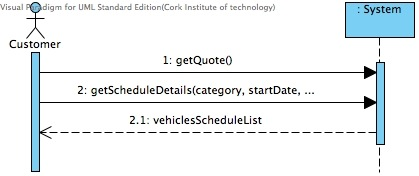 Visual Paradigm for UML Standard Edition(Cork Institute of technology)
: System
Customer
1: getQuote()
2: getScheduleDetails(category, startDate, ...
2.1: vehiclesScheduleList